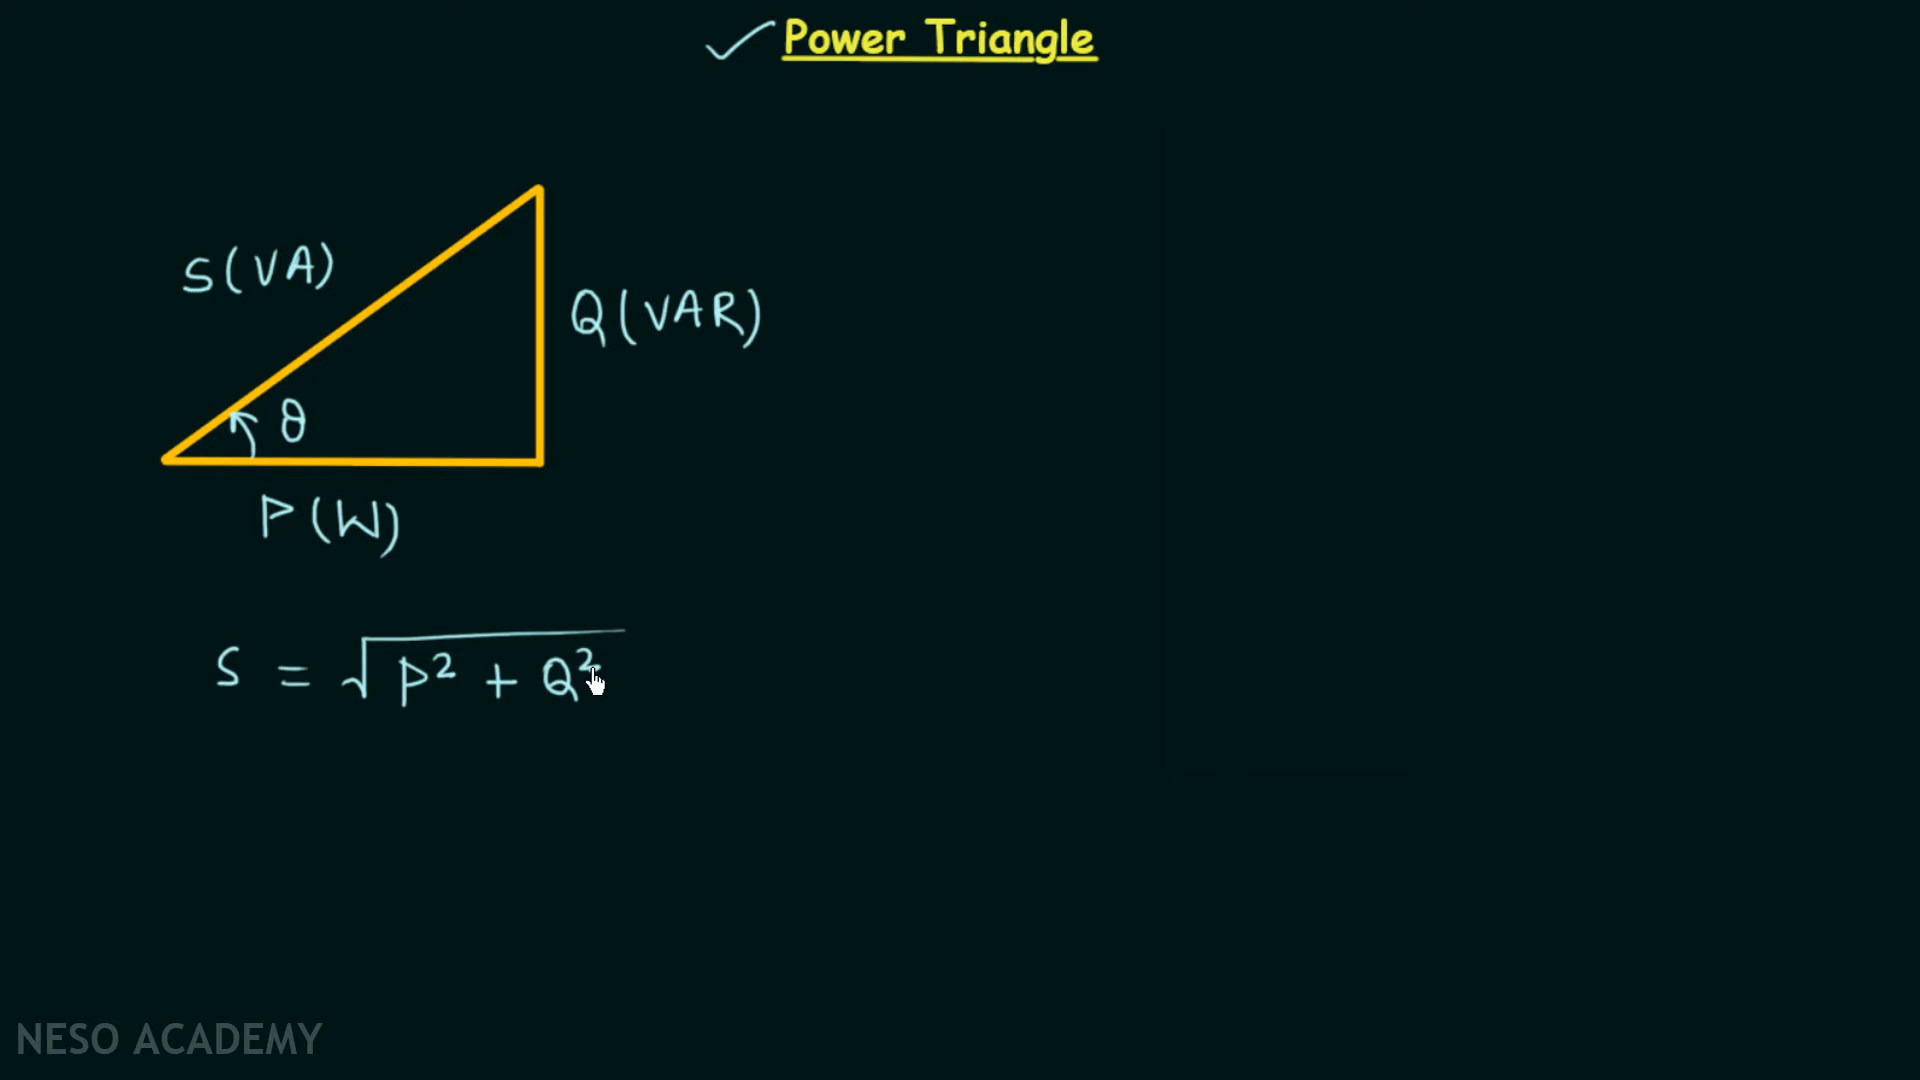 Power Triangle
S(VA)
Q(VAR)
θ
P(W)
S = √P² + Q²
NESO ACADEMY